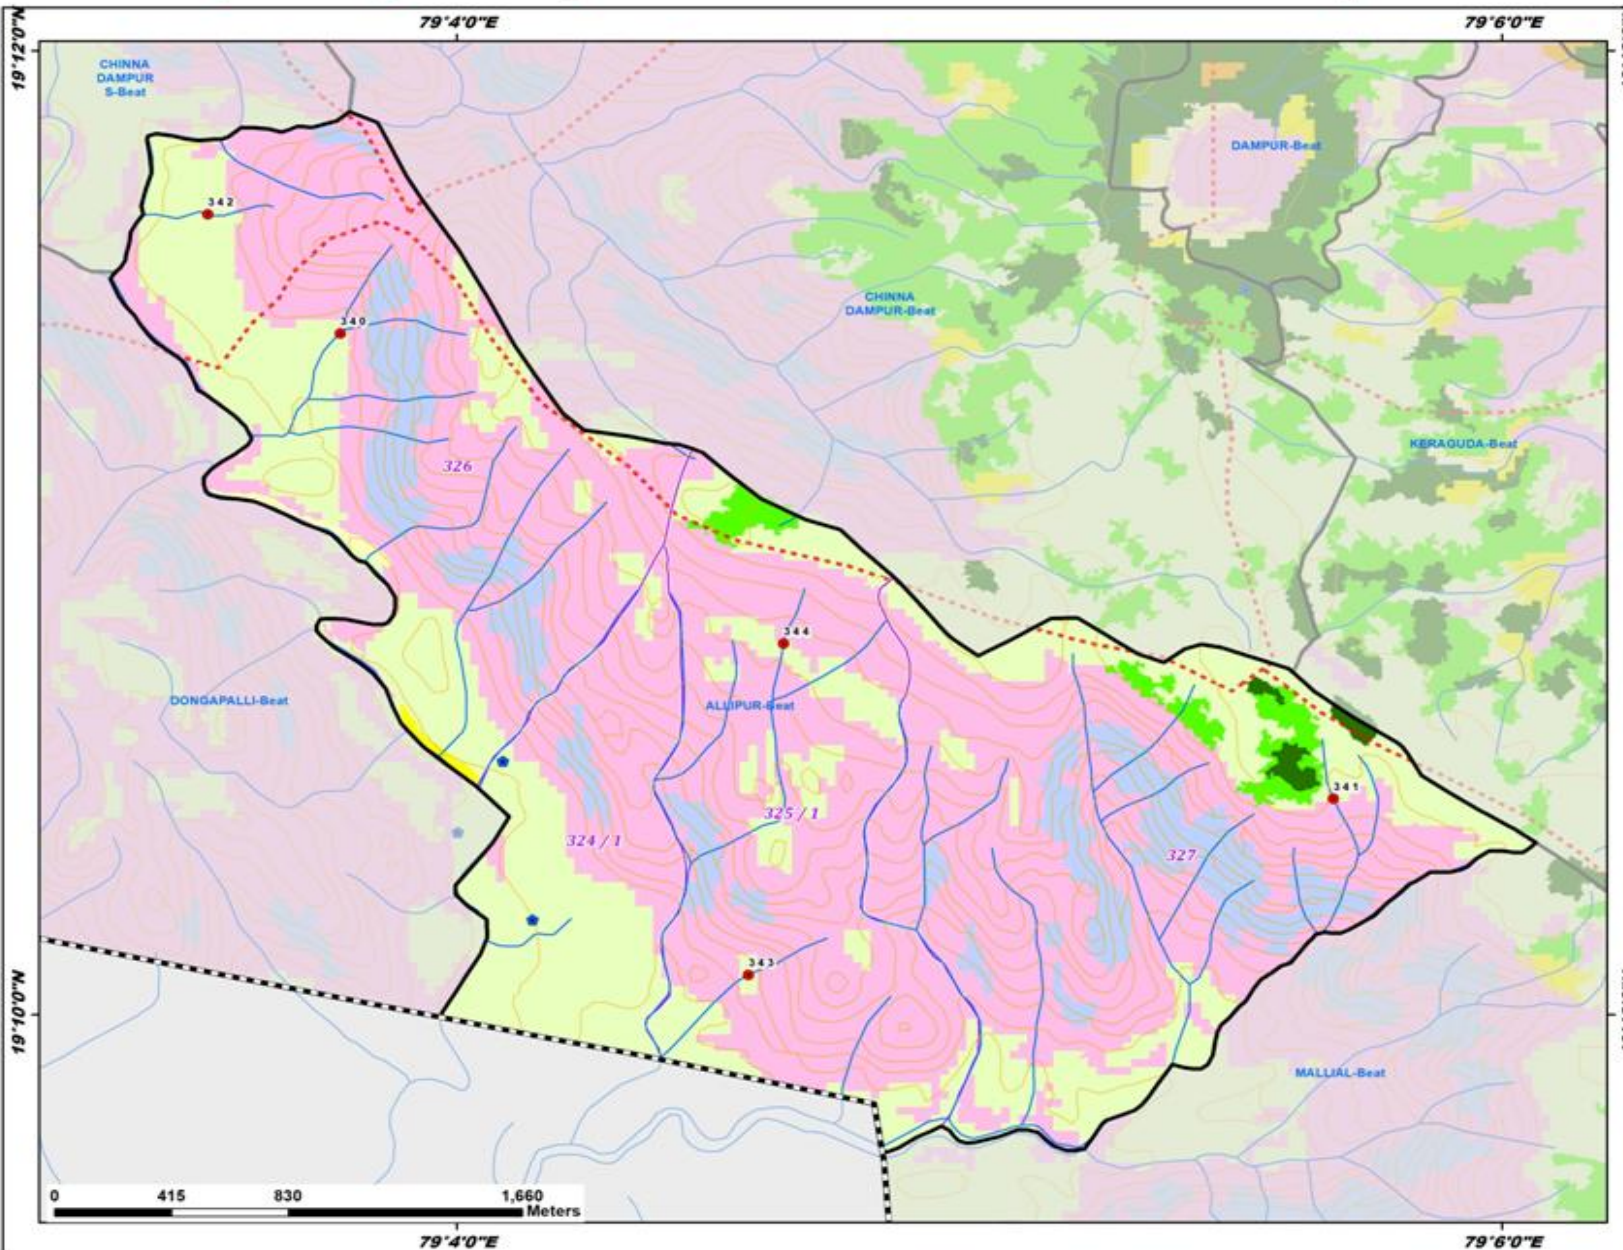 79°4'0"E
79°6'0"E
19°12'0"N
CHINNA
DAMPUR
S-Beat
DAMPUR-Beat
342
CHINNA
DAMPUR-Beat
340
KERAGUDA-Beat
326
344
DONGAPALLI-Beat
ALLIPUR-Beat
341
325 / 1
324 / 1
327
343
19°10'0"N
MALLIAL-Beat
0
415
830
1,660
Meters
79°4'0"E
79°6'0"E